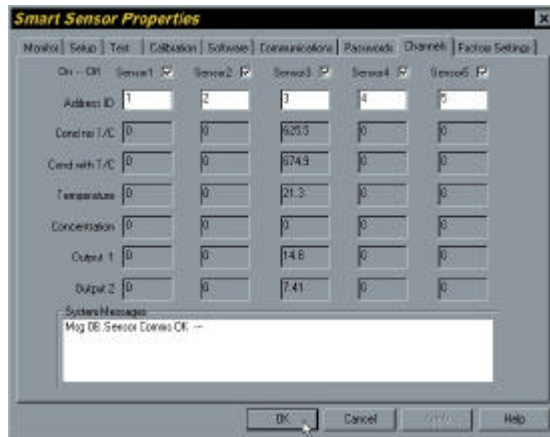 Smart Sensor Properties
Monitor Setup Test Calibration Software Communications Passwords Channels Factory Settings
On -- Off Sensor1 Sensor2 Sensor3 Sensor4 Sensor5
Address ID 1 2 3 4 5
Cond no T/C 0 0 625.5 0 0
Cond with T/C 0 0 674.9 0 0
Temperature 0 0 21.3 0 0
Concentration 0 0 0 0 0
Output 1 0 0 14.8 0 0
Output 2 0 0 7.41 0 0
System Messages
Msg 08: Sensor Comms OK --
OK Cancel Apply Help